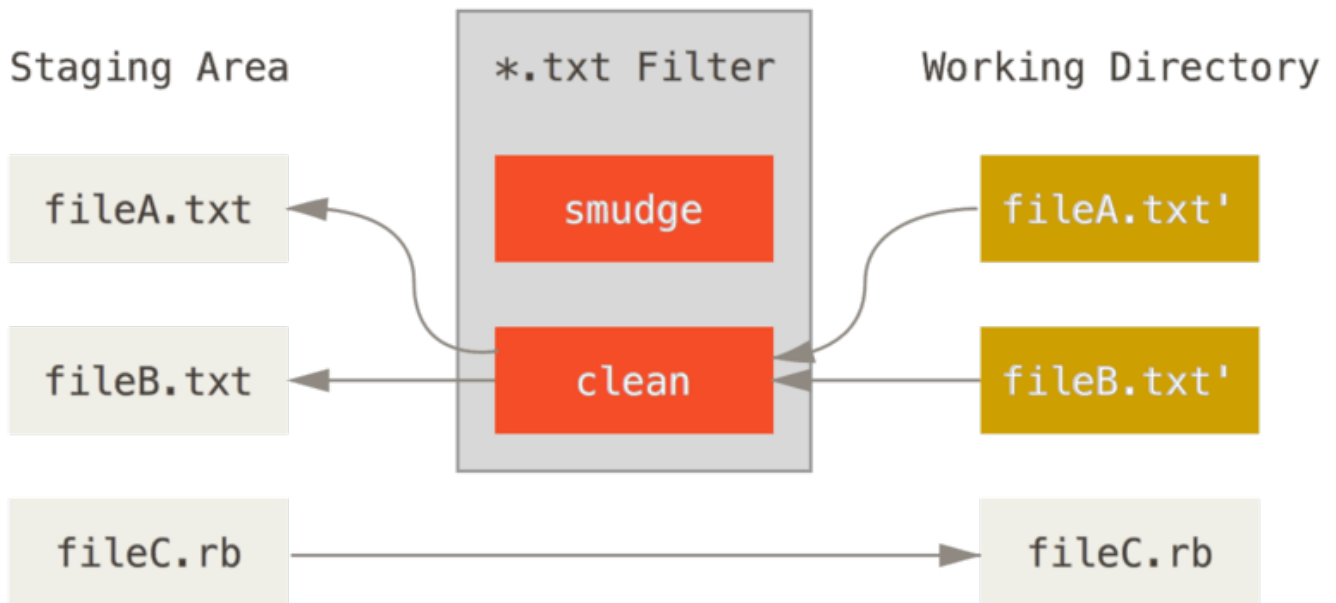 Staging Area
*.txt Filter
Working Directory
fileA.txt
smudge
fileA.txt'
fileB.txt
clean
fileB.txt'
fileC.rb
fileC.rb